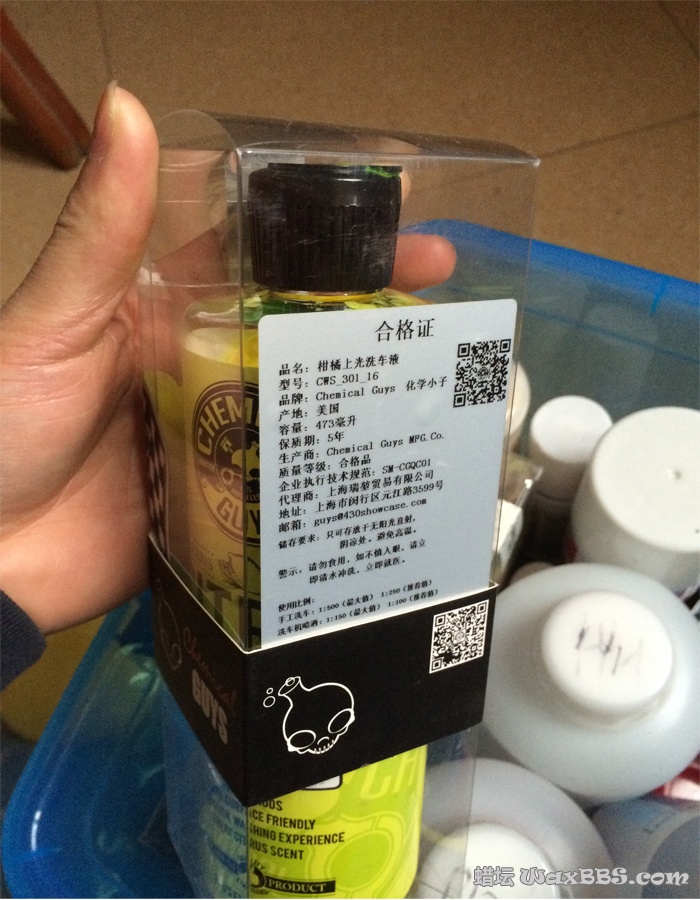 合格证
品名：柑橘上光洗车液
型号：CWS_301_16
品牌：Chemical Guys 化学小子
产地：美国
容量：473毫升
保质期：5年
生产商：Chemical Guys MFG.Co.
质量等级：合格品
企业执行技术规范：SM-CGQC01
代理商：上海瑞堃贸易有限公司
地址：上海市闵行区元江路3599号
邮箱：guys@430showcase.com
储存要求：只可存液于无阳光直射，
阴凉处。避免高温。
警示：请勿食用，如不慎入眼，请立
即清水冲洗，立即就医。
使用比例：
手工洗车：1:500（最大值） 1:250（推荐值）
洗车机喷洒：1:150（最大值） 1:100（推荐值）
CHEM
GUY
Chemical
GUYS
CH
ODS
CE FRIENDLY
SHING EXPERIENCE
RUS SCENT
PRODUCT
蜡坛 WaxBBS.com